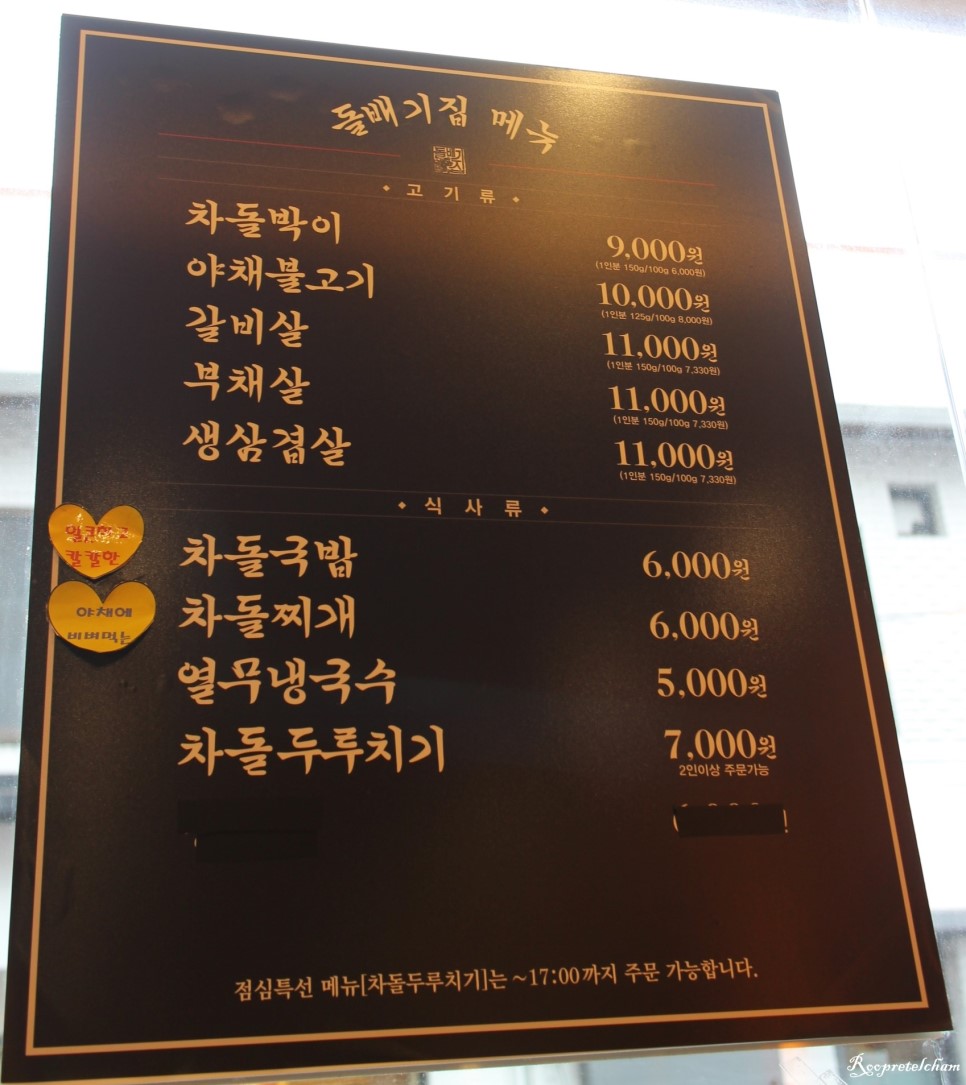 돌배기집 메뉴
고기류
차돌박이 9,000원
(1인분 150g/100g 6,000원)
야채불고기 10,000원
(1인분 125g/100g 8,000원)
갈비살 11,000원
(1인분 150g/100g 7,330원)
부채살 11,000원
(1인분 150g/100g 7,330원)
생삼겹살 11,000원
(1인분 150g/100g 7,330원)
식사류
얼큰하고
칼칼한
차돌국밥 6,000원
차돌찌개 6,000원
야채에
비벼먹는
열무냉국수 5,000원
차돌두루치기 7,000원
2인이상 주문가능
점심특선 메뉴[차돌두루치기]는 ~17:00까지 주문 가능합니다.
Roopretelcham